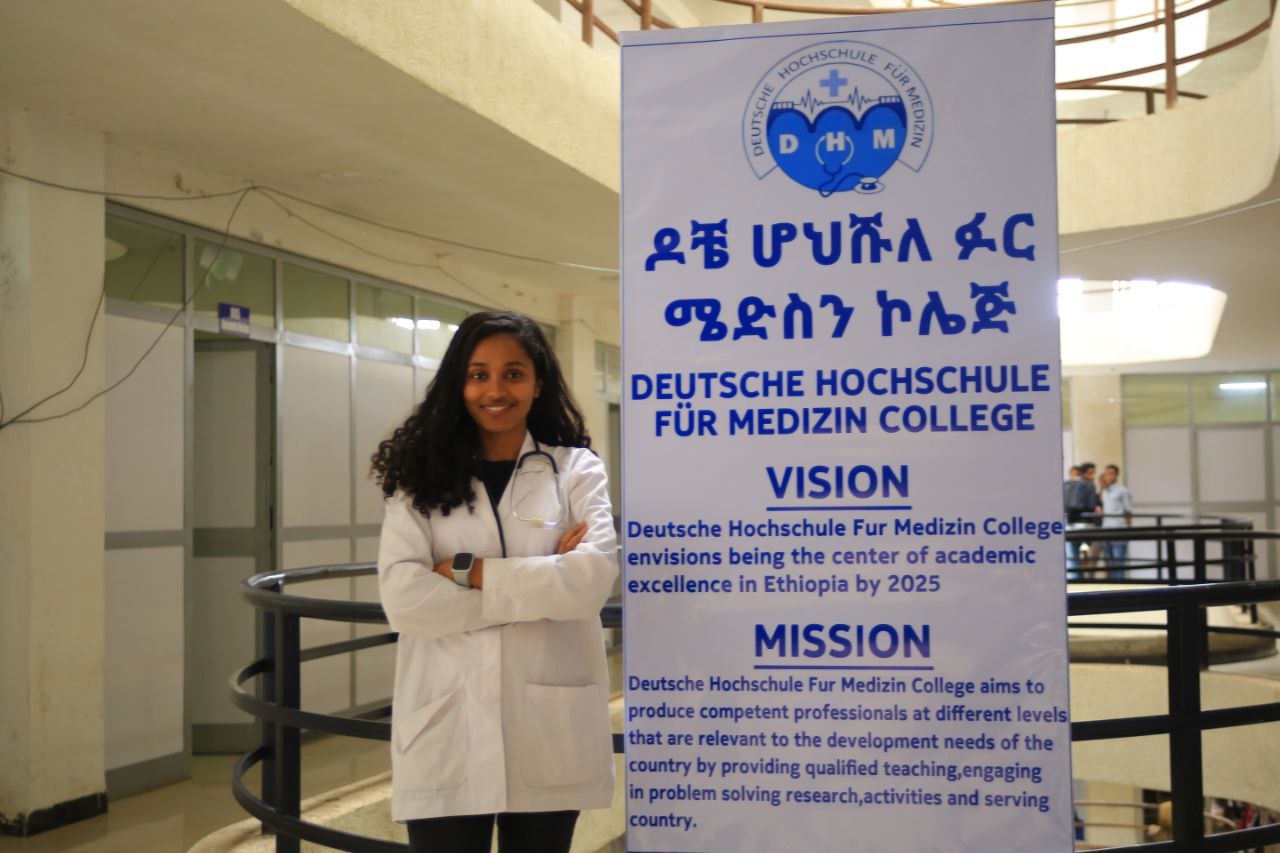 DEUTSCHE HOCHSCHULE FÜR MEDIZIN
D H M
ዶቼ ሆህሹለ ፉር
ሜድስን ኮሌጅ
DEUTSCHE HOCHSCHULE
FÜR MEDIZIN COLLEGE
VISION
Deutsche Hochschule Fur Medizin College
envisions being the center of academic
excellence in Ethiopia by 2025
MISSION
Deutsche Hochschule Fur Medizin College aims to
produce competent professionals at different levels
that are relevant to the development needs of the
country by providing qualified teaching,engaging
in problem solving research,activities and serving
country.